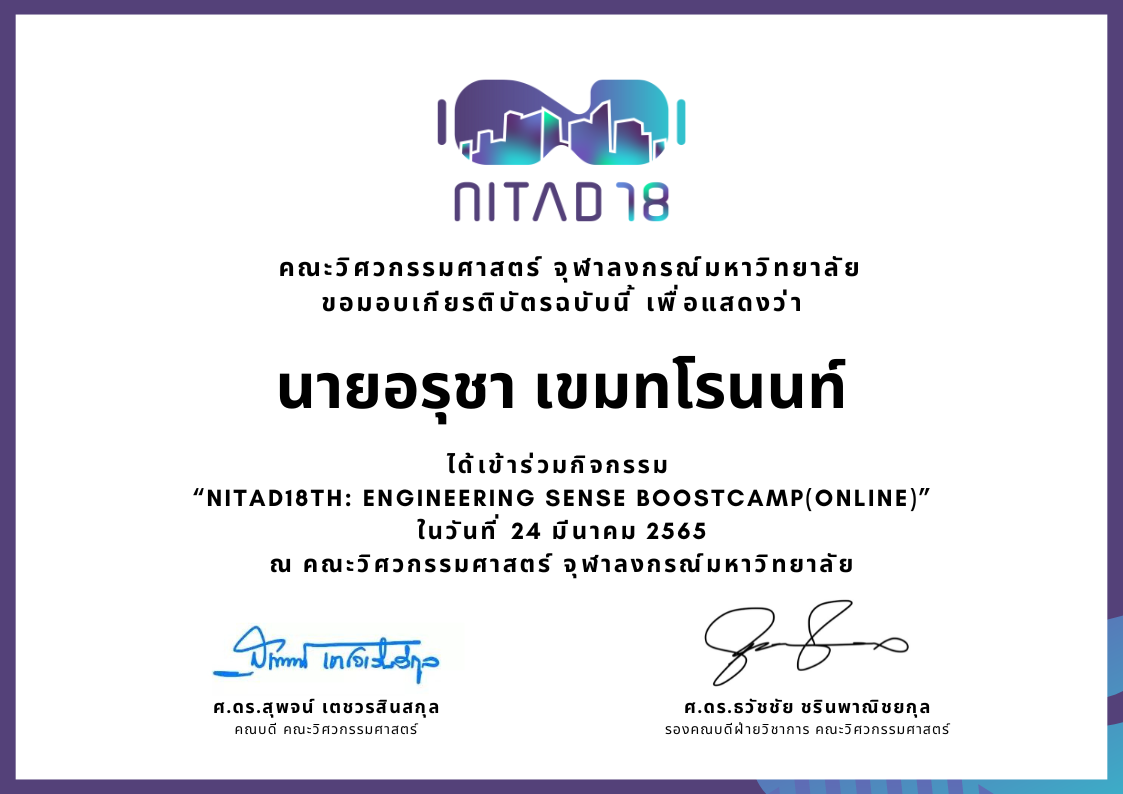 NITAD 18
คณะวิศวกรรมศาสตร์ จุฬาลงกรณ์มหาวิทยาลัย
ขอมอบเกียรติบัตรฉบับนี้ เพื่อแสดงว่า
นายอรุชา เขมทโรนนท์
ได้เข้าร่วมกิจกรรม
“NITAD18TH: ENGINEERING SENSE BOOSTCAMP(ONLINE)”
ในวันที่ 24 มีนาคม 2565
ณ คณะวิศวกรรมศาสตร์ จุฬาลงกรณ์มหาวิทยาลัย
ศ.ดร.สุพจน์ เตชวรสินสกุล
คณบดี คณะวิศวกรรมศาสตร์
ศ.ดร.ธวัชชัย ชรินพาณิชยกุล
รองคณบดีฝ่ายวิชาการ คณะวิศวกรรมศาสตร์